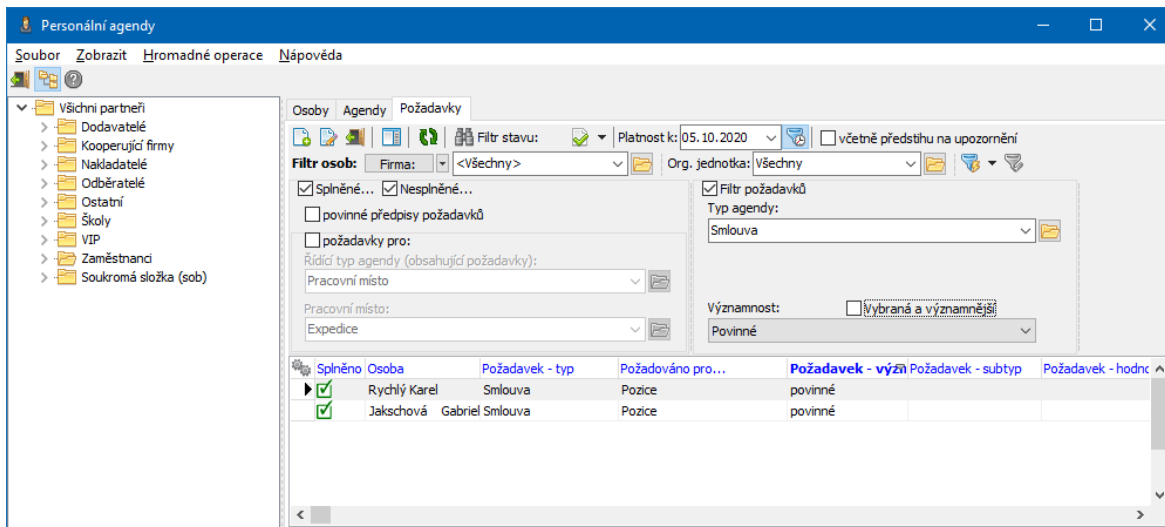 Personální agendy
Soubor Zobrazit Hromadné operace Nápověda
Všichni partneři
Dodavatelé
Kooperující firmy
Nakladatelé
Odběratelé
Ostatní
Školy
VIP
Zaměstnanci
Soukromá složka (sob)
Osoby Agendy Požadavky
Filtr stavu: Platnost k: 05.10.2020 včetně předstihu na upozornění
Filtr osob: Firma: <Všechny> Org. jednotka: Všechny
Splněné... Nesplněné...
povinné předpisy požadavků
požadavky pro:
Řídící typ agendy (obsahující požadavky):
Pracovní místo
Pracovní místo:
Expedice
Filtr požadavků
Typ agendy:
Smlouva
Významnost: Vybraná a významnější
Povinné
Splněno Osoba Požadavek - typ Požadováno pro... Požadavek - význ Požadavek - subtyp Požadavek - hodno
Rychlý Karel Smlouva Pozice povinné
Jakschová Gabriel Smlouva Pozice povinné